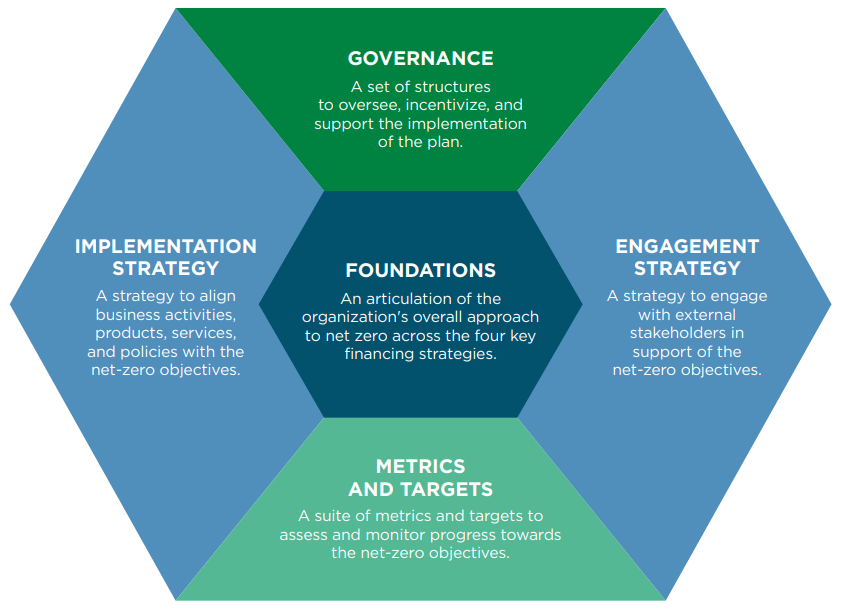 GOVERNANCE
A set of structures
to oversee, incentivize, and
support the implementation
of the plan.
IMPLEMENTATION
STRATEGY
A strategy to align
business activities,
products, services,
and policies with the
net-zero objectives.
FOUNDATIONS
An articulation of the
organization's overall approach
to net zero across the four key
financing strategies.
ENGAGEMENT
STRATEGY
A strategy to engage
with external
stakeholders in
support of the
net-zero objectives.
METRICS
AND TARGETS
A suite of metrics and targets to
assess and monitor progress towards
the net-zero objectives.